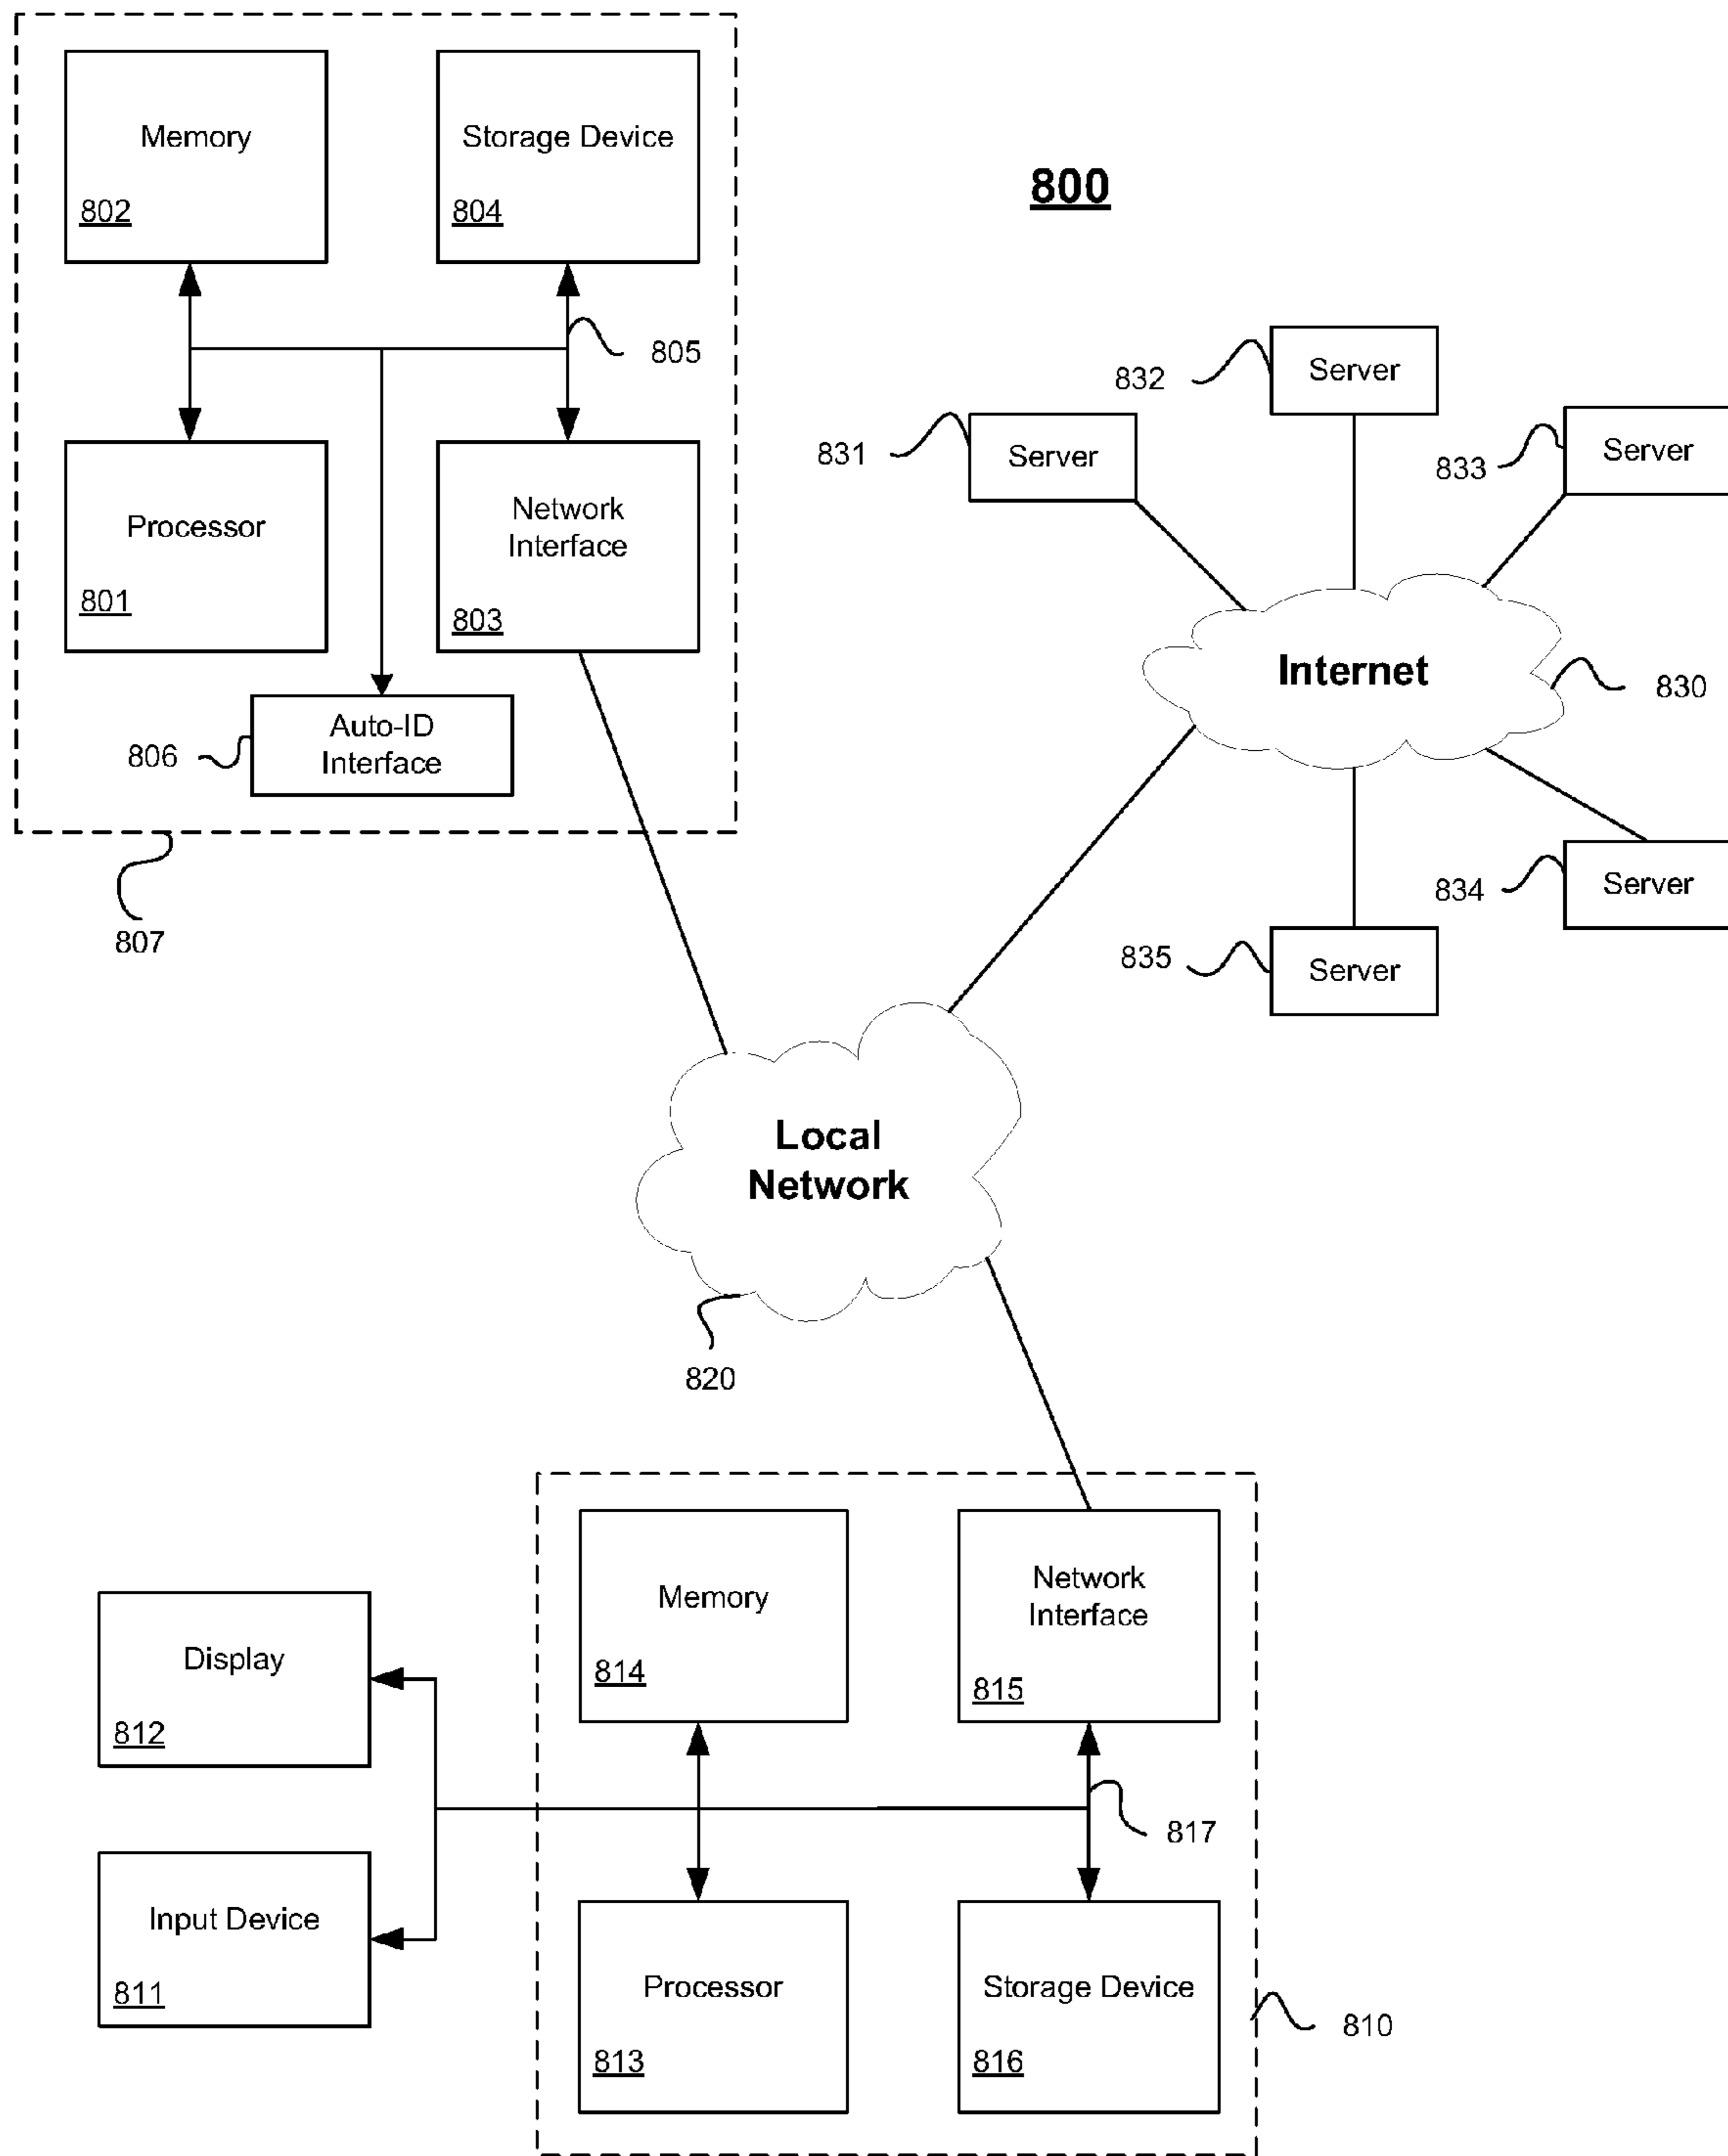 Memory
802
Storage Device
804
800
805
Processor
801
Network
Interface
803
Auto-ID
Interface
806
807
832
Server
831
Server
833
Server
Internet
830
834
Server
835
Server
Local
Network
820
Memory
814
Network
Interface
815
Display
812
817
Input Device
811
Processor
813
Storage Device
816
810